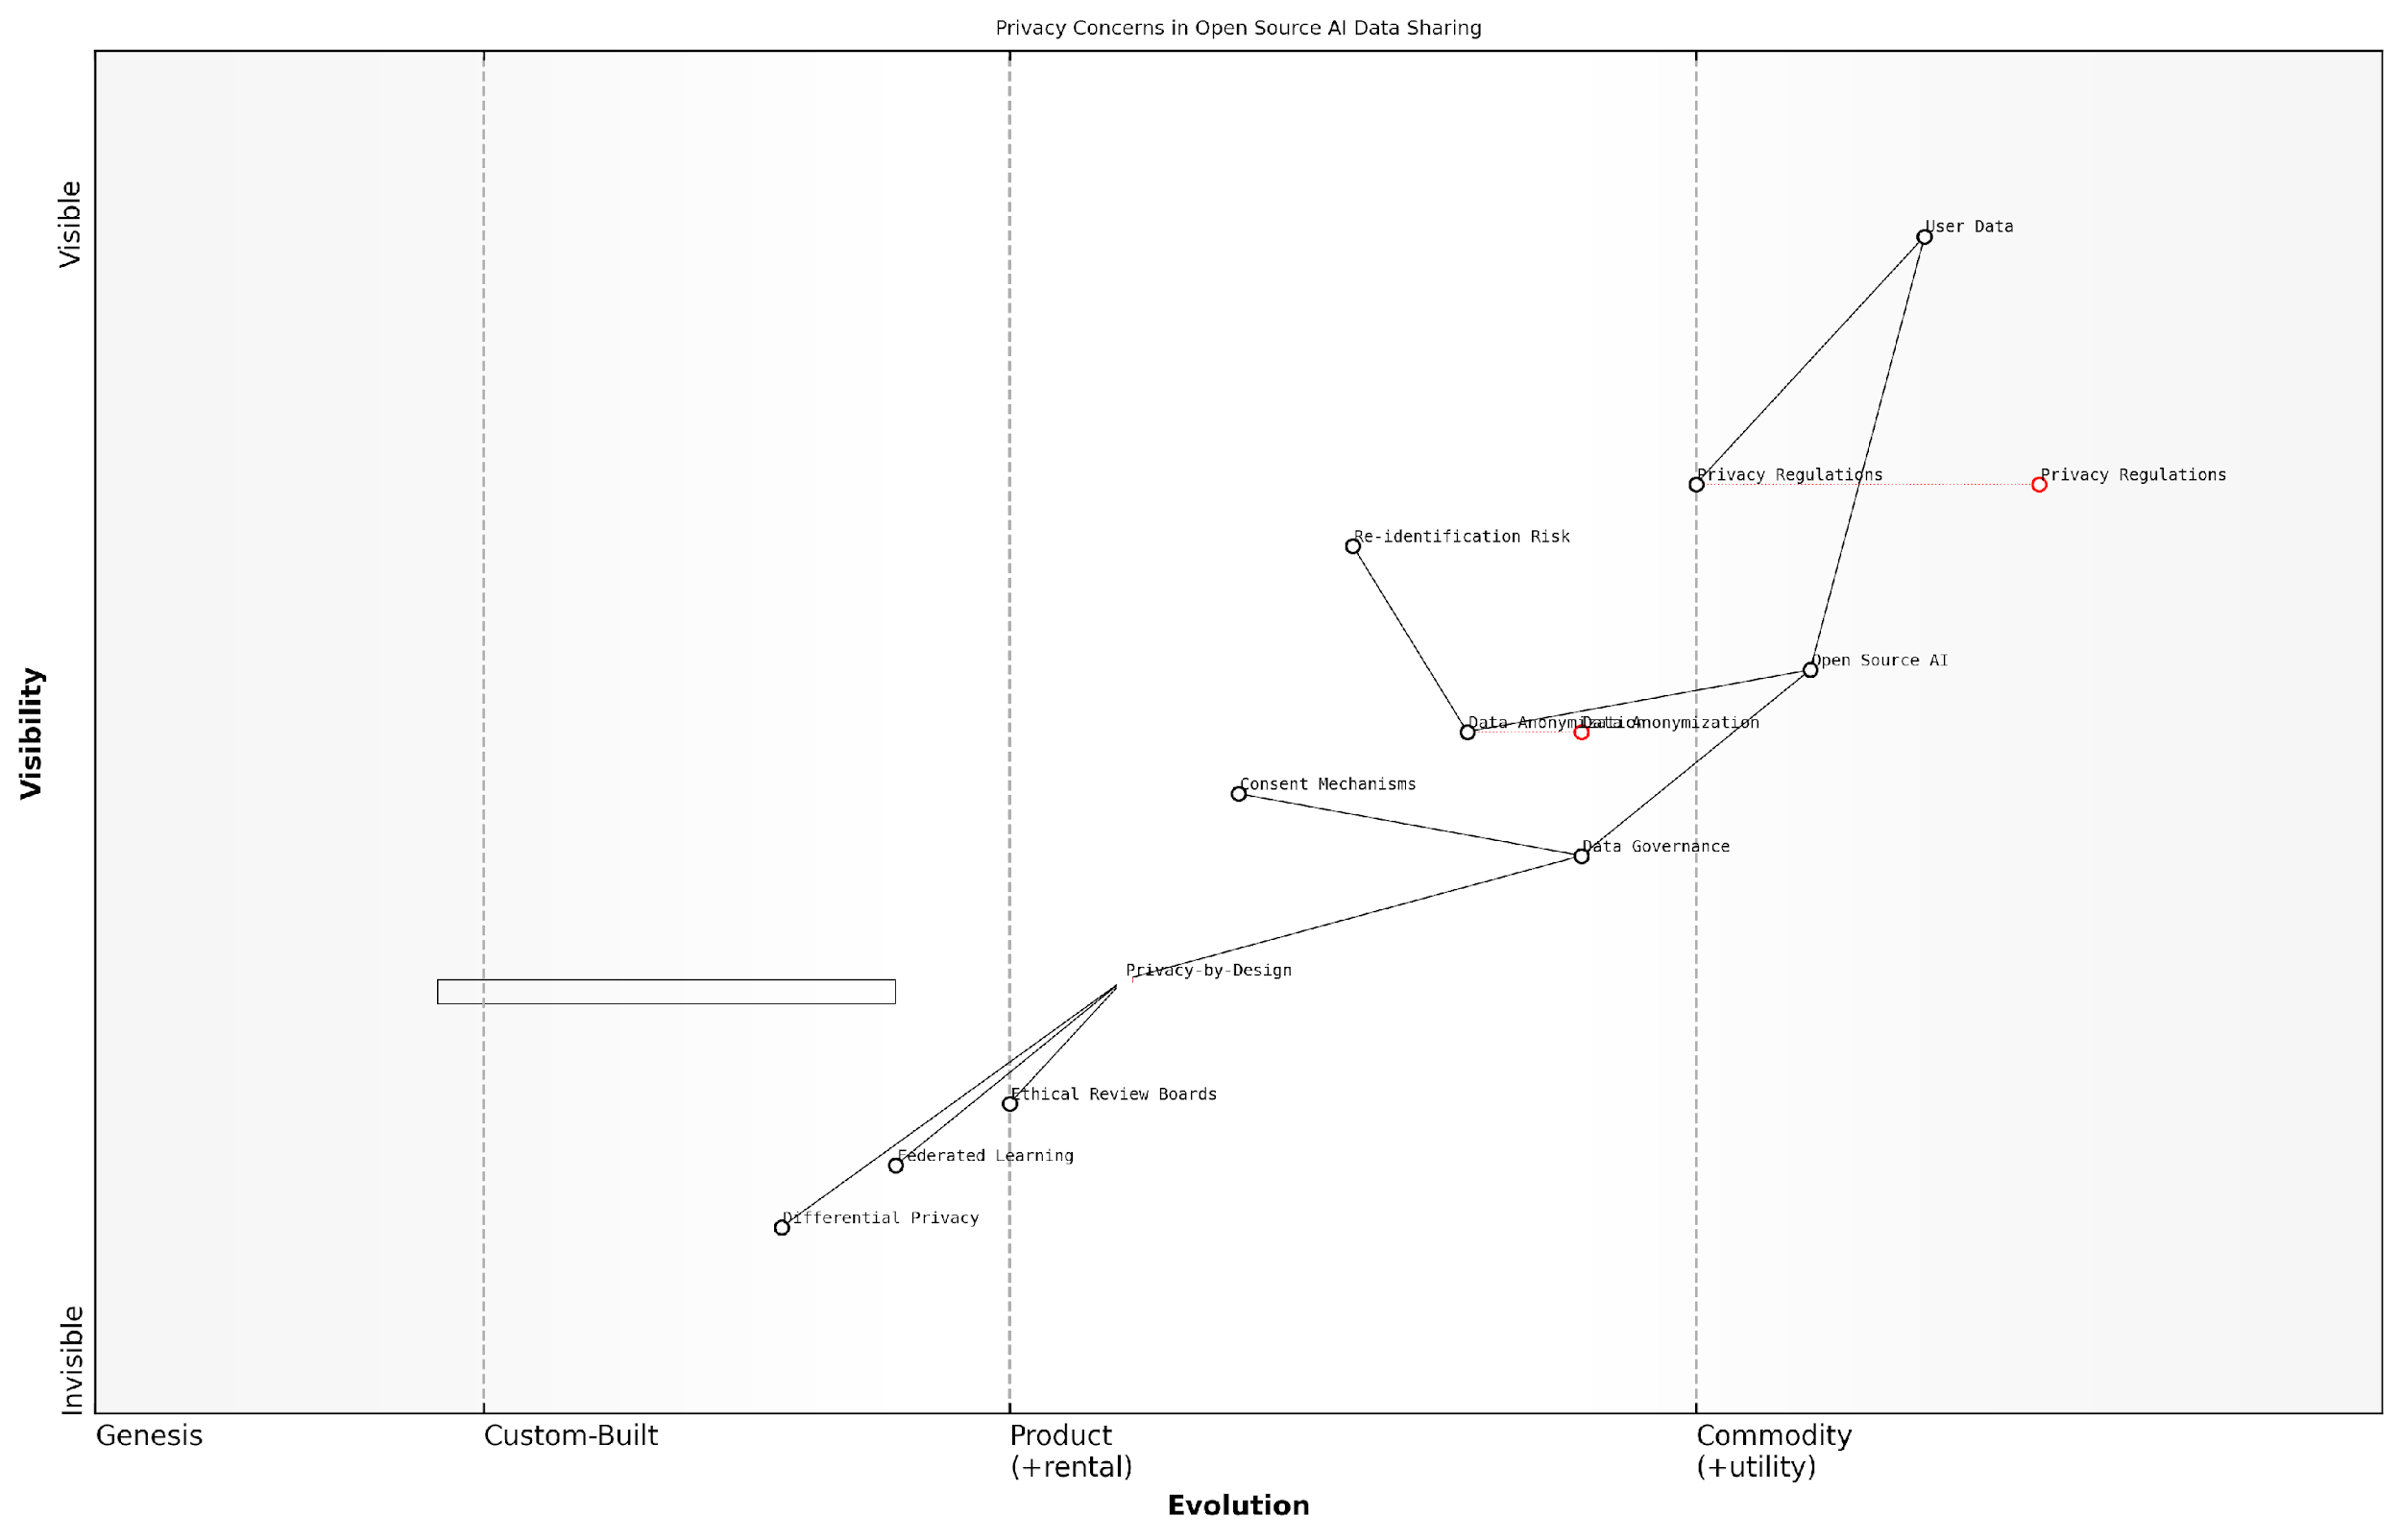 Privacy Concerns in Open Source AI Data Sharing
Visible
User Data
Privacy Regulations
Privacy Regulations
Re-identification Risk
Open Source AI
Data Anonymization
Data Anonymization
Visibility
Consent Mechanisms
Data Governance
Privacy-by-Design
Ethical Review Boards
Federated Learning
Differential Privacy
Invisible
Genesis
Custom-Built
Product
(+rental)
Commodity
(+utility)
Evolution